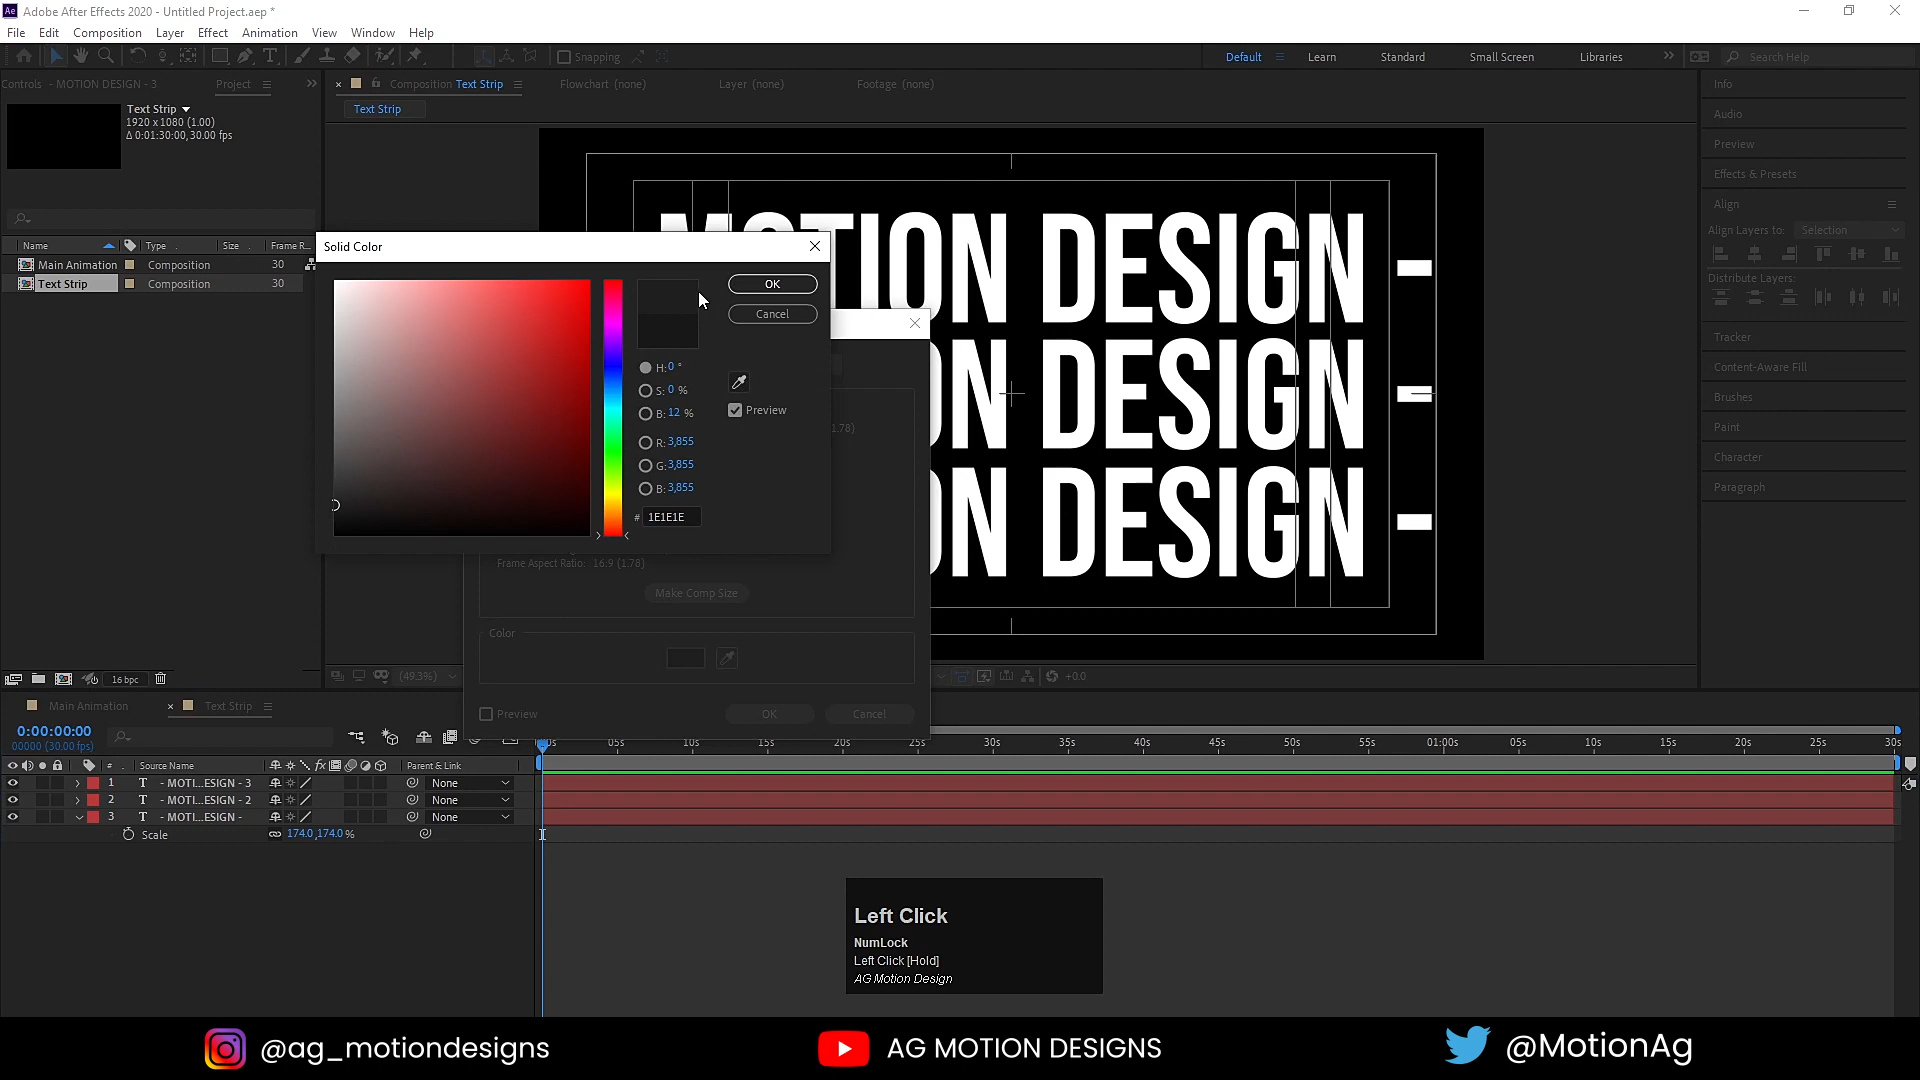 Ae Adobe After Effects 2020 - Untitled Project.aep *
File Edit Composition Layer Effect Animation View Window Help
Snapping
Default Learn Standard Small Screen Libraries Search Help
Controls - MOTION DESIGN - 3 Project
Composition Text Strip Flowchart (none) Layer (none) Footage (none)
Text Strip
Text Strip
1920 x 1080 (1.00)
Δ 0:01:30:00, 30.00 fps
Name Type Size Frame R...
Main Animation Composition 30
Text Strip Composition 30
Solid Color
OK
Cancel
H: 0 °
S: 0 %
B: 12 %
Preview
R: 3,855
G: 3,855
B: 3,855
# 1E1E1E
MOTION DESIGN -
ON DESIGN -
ON DESIGN -
1.78)
Frame Aspect Ratio: 16:9 (1.78)
Make Comp Size
Color
Preview OK Cancel
Info
Audio
Preview
Effects & Presets
Align
Align Layers to: Selection
Distribute Layers:
Tracker
Content-Aware Fill
Brushes
Paint
Character
Paragraph
16 bpc
(49.3%) +0.0
Main Animation Text Strip
0:00:00:00
00000 (30.00 fps)
# Source Name Parent & Link
0s 05s 10s 15s 20s 25s 30s 35s 40s 45s 50s 55s 01:00s 05s 10s 15s 20s 25s 30s
1 T - MOTI...ESIGN - 3 None
2 T - MOTI...ESIGN - 2 None
3 T - MOTI...ESIGN - None
Scale 174.0,174.0%
Left Click
NumLock
Left Click [Hold]
AG Motion Design
@ag_motiondesigns AG MOTION DESIGNS @MotionAg